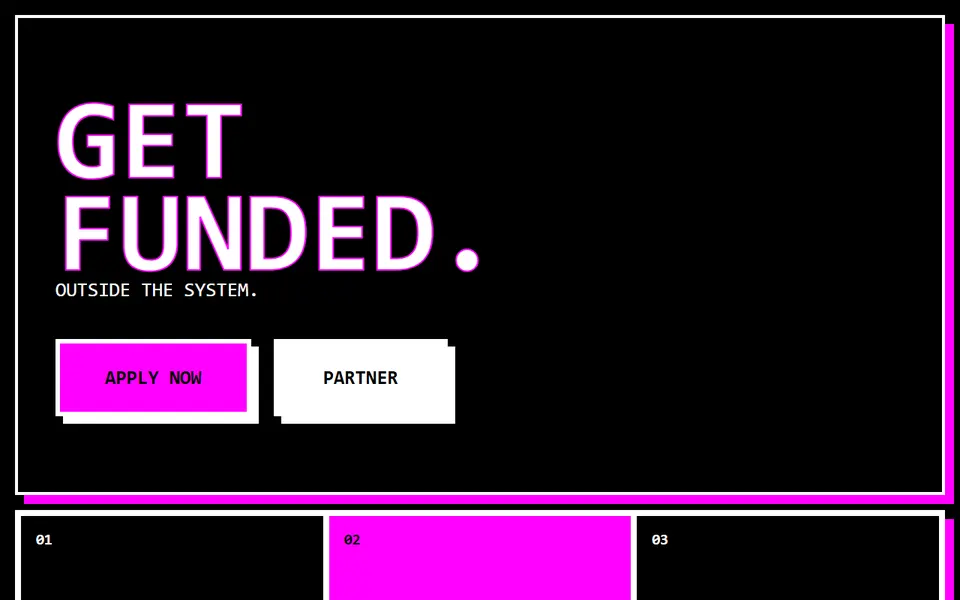 GET
FUNDED.
OUTSIDE THE SYSTEM.
APPLY NOW
PARTNER
01
02
03